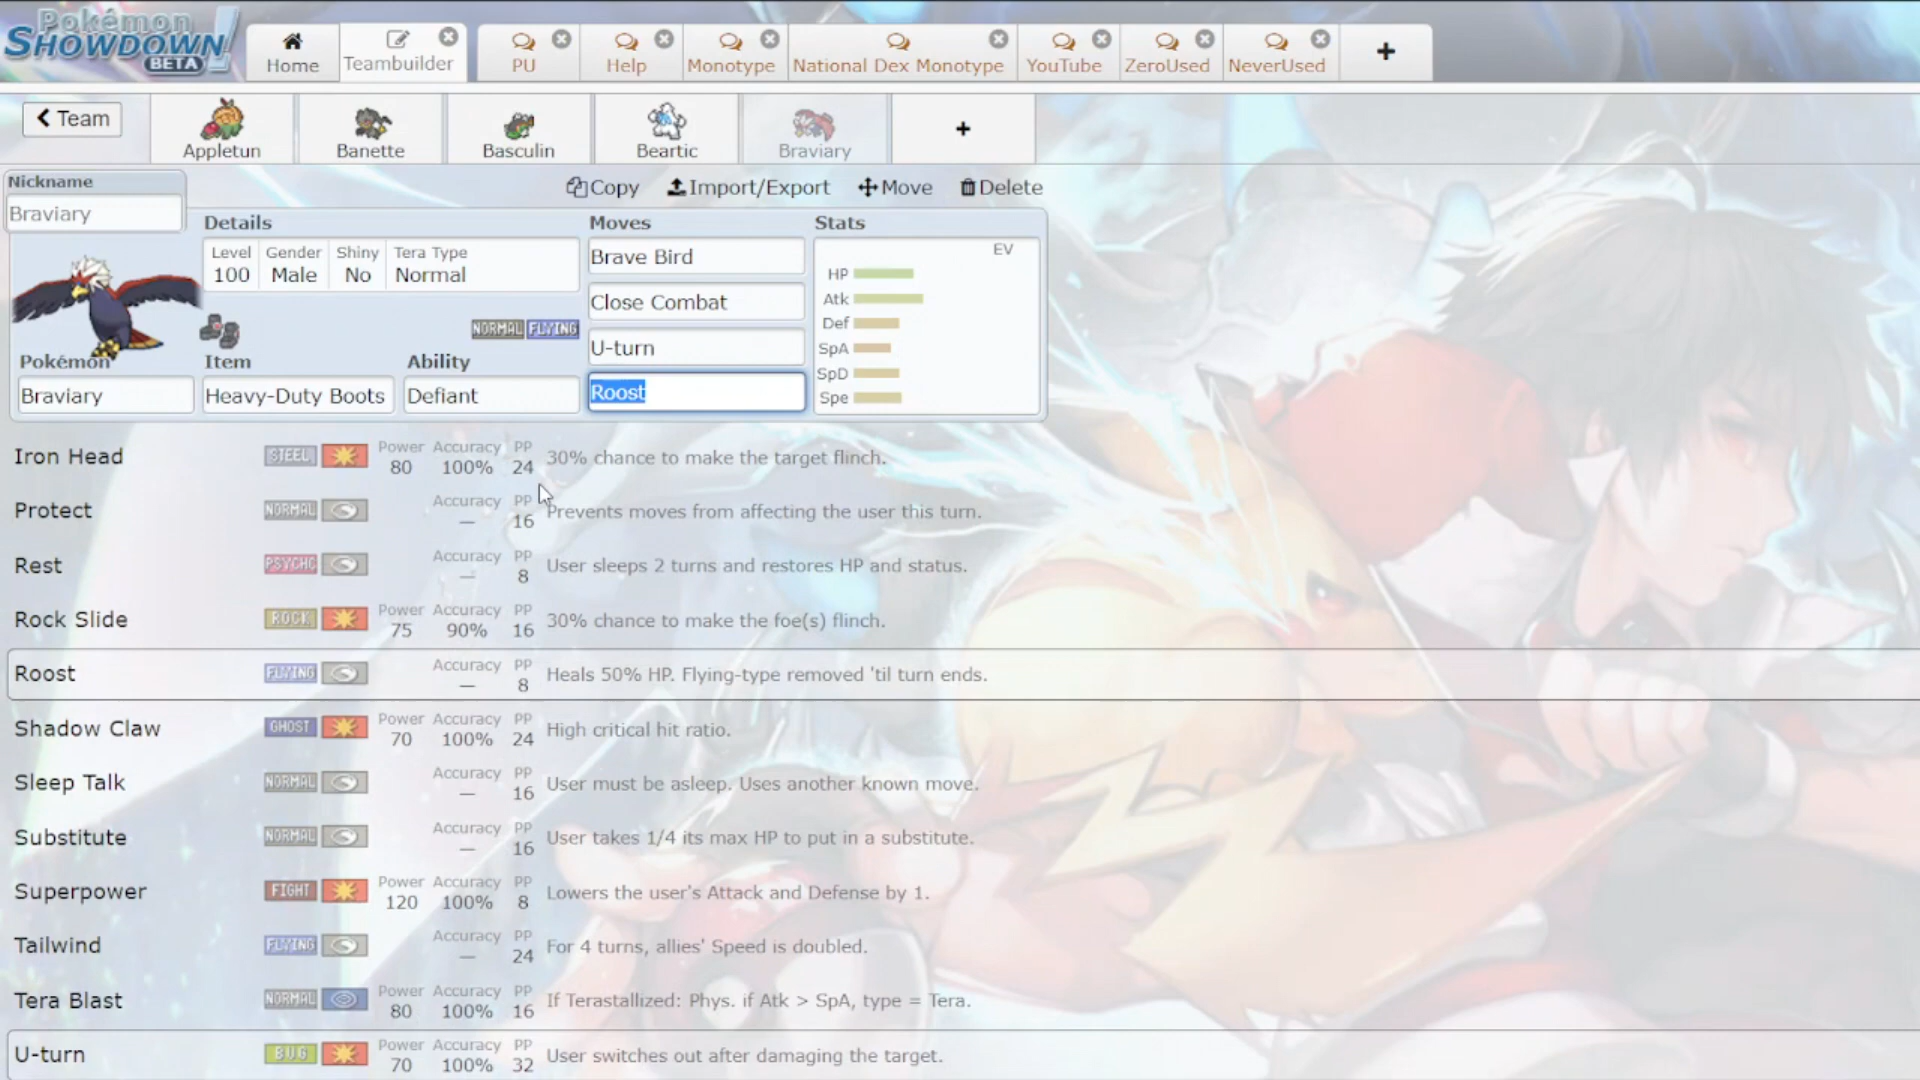 Pokémon
SHOWDOWN!
BETA
Home
Teambuilder
PU
Help
Monotype
National Dex Monotype
YouTube
ZeroUsed
NeverUsed
+
Team
Appletun
Banette
Basculin
Beartic
Braviary
+
Nickname
Braviary
Copy
Import/Export
Move
Delete
Details
Moves
Stats
Level Gender Shiny Tera Type
100 Male No Normal
Brave Bird
Close Combat
U-turn
Roost
EV
HP
Atk
Def
SpA
SpD
Spe
NORMAL FLYING
Pokémon Item Ability
Braviary Heavy-Duty Boots Defiant
Iron Head STEEL Power 80 Accuracy 100% PP 24 30% chance to make the target flinch.
Protect NORMAL Accuracy — PP 16 Prevents moves from affecting the user this turn.
Rest PSYCHC Accuracy — PP 8 User sleeps 2 turns and restores HP and status.
Rock Slide ROCK Power 75 Accuracy 90% PP 16 30% chance to make the foe(s) flinch.
Roost FLYING Accuracy — PP 8 Heals 50% HP. Flying-type removed 'til turn ends.
Shadow Claw GHOST Power 70 Accuracy 100% PP 24 High critical hit ratio.
Sleep Talk NORMAL Accuracy — PP 16 User must be asleep. Uses another known move.
Substitute NORMAL Accuracy — PP 16 User takes 1/4 its max HP to put in a substitute.
Superpower FIGHT Power 120 Accuracy 100% PP 8 Lowers the user's Attack and Defense by 1.
Tailwind FLYING Accuracy — PP 24 For 4 turns, allies' Speed is doubled.
Tera Blast NORMAL Power 80 Accuracy 100% PP 16 If Terastallized: Phys. if Atk > SpA, type = Tera.
U-turn BUG Power 70 Accuracy 100% PP 32 User switches out after damaging the target.